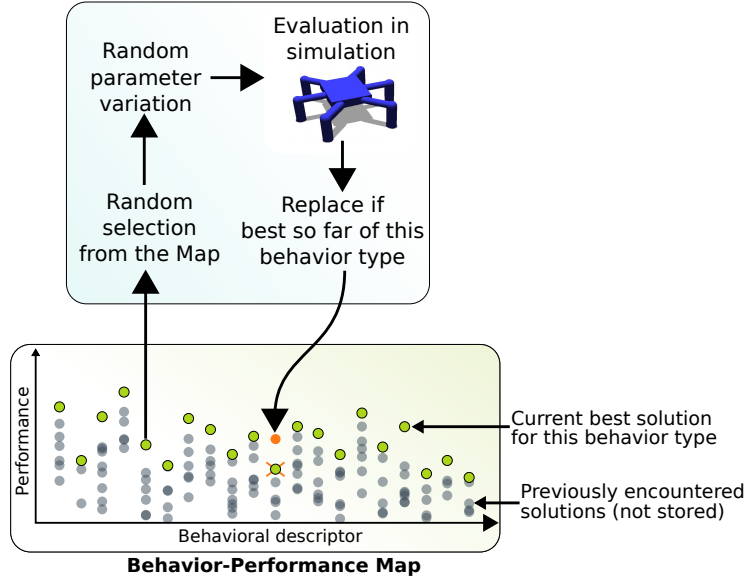 Evaluation in
simulation
Random
parameter
variation
Random
selection
from the Map
Replace if
best so far of this
behavior type
Performance
Current best solution
for this behavior type
Previously encountered
solutions (not stored)
Behavioral descriptor
Behavior-Performance Map